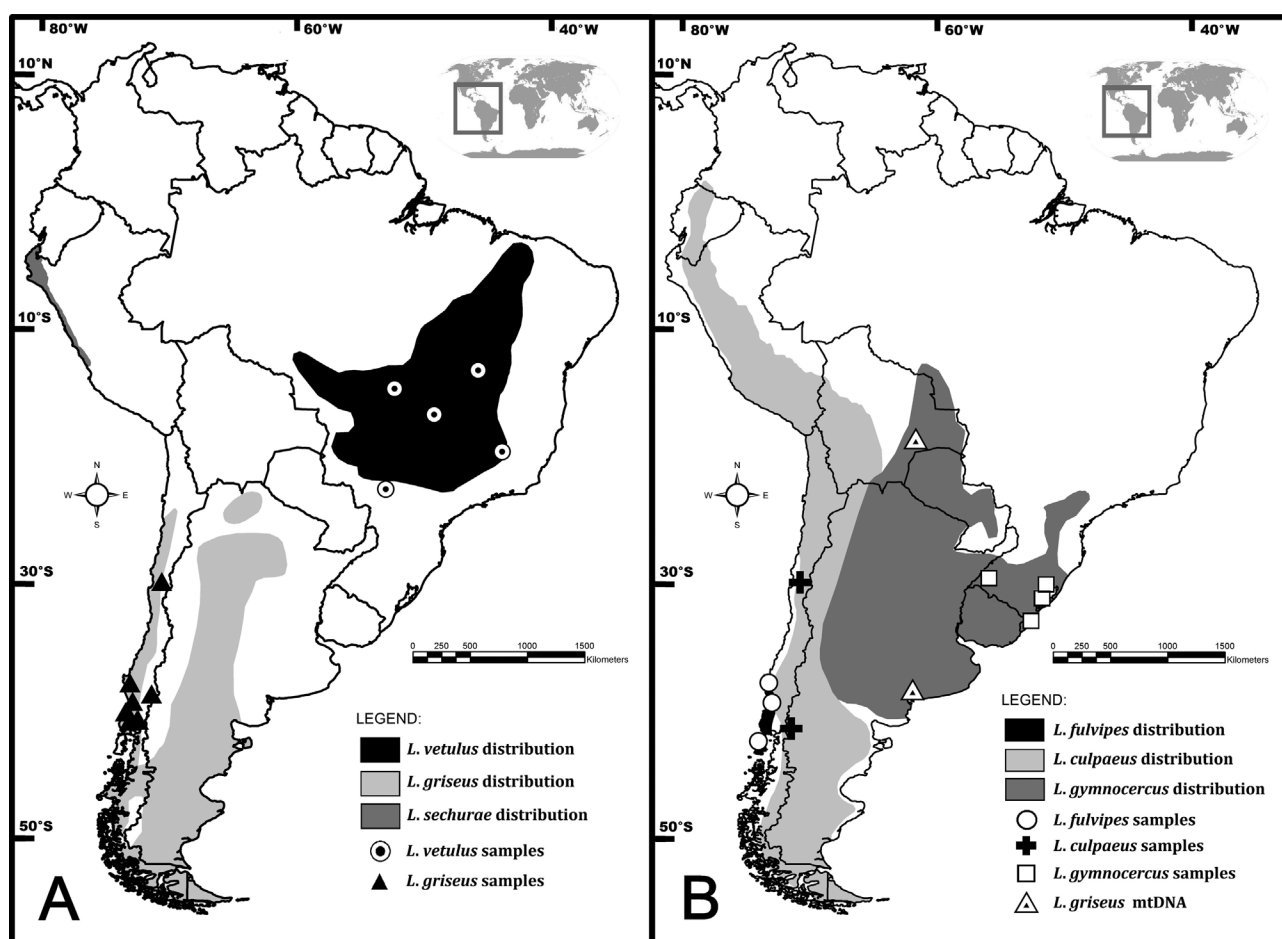 80°W 60°W 40°W
10°N
10°S
N
W E
S
30°S
0 250 500 1000 1500
Kilometers
LEGEND:
L. vetulus distribution
L. griseus distribution
L. sechurae distribution
L. vetulus samples
L. griseus samples
50°S
A
80°W 60°W 40°W
10°N
10°S
N
W E
S
30°S
0 250 500 1000 1500
Kilometers
LEGEND:
L. fulvipes distribution
L. culpaeus distribution
L. gymnocercus distribution
L. fulvipes samples
L. culpaeus samples
L. gymnocercus samples
L. griseus mtDNA
50°S
B